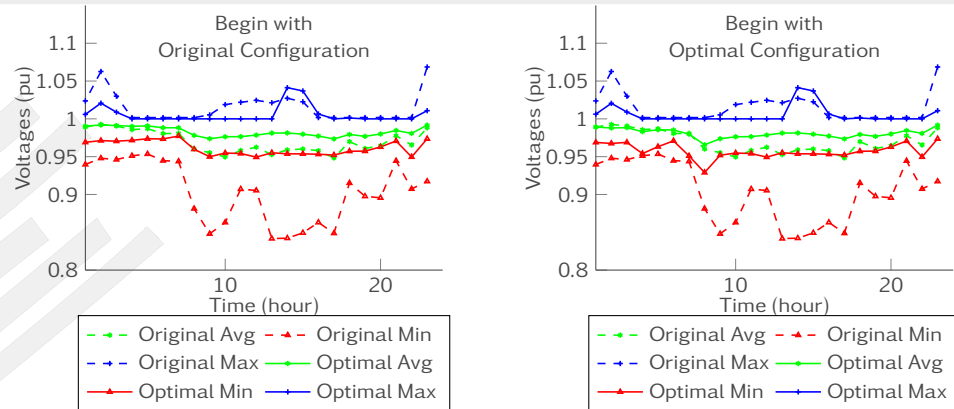 Begin with
Original Configuration
Voltages (pu)
1.1
1.05
1
0.95
0.9
0.8
10
20
Time (hour)
Original Avg
Original Min
Original Max
Optimal Avg
Optimal Min
Optimal Max
Begin with
Optimal Configuration
Voltages (pu)
1.1
1.05
1
0.95
0.9
0.8
10
20
Time (hour)
Original Avg
Original Min
Original Max
Optimal Avg
Optimal Min
Optimal Max